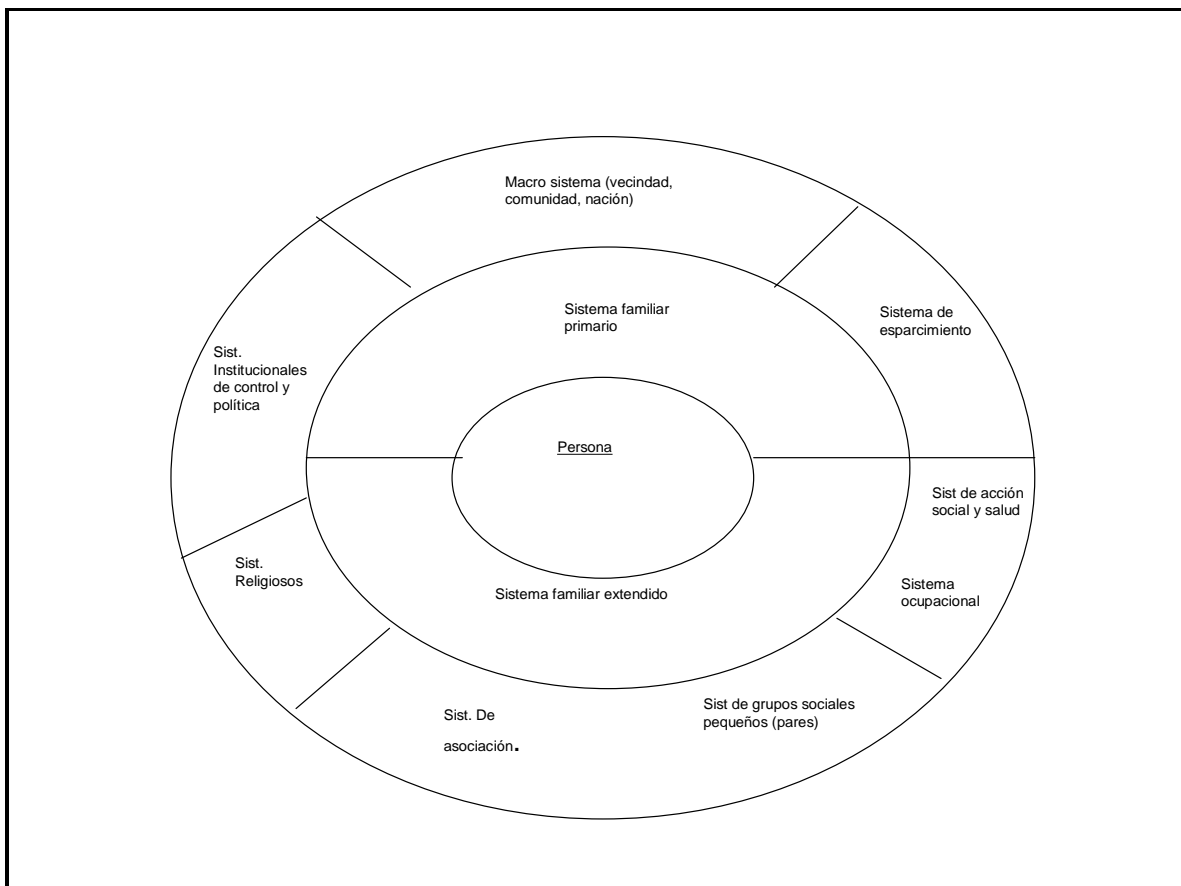 Macro sistema (vecindad,
comunidad, nación)
Sistema familiar
primario
Sistema de
esparcimiento
Sist.
Institucionales
de control y
política
Persona
Sist de acción
social y salud
Sist.
Religiosos
Sistema familiar extendido
Sistema
ocupacional
Sist. De
asociación.
Sist de grupos sociales
pequeños (pares)